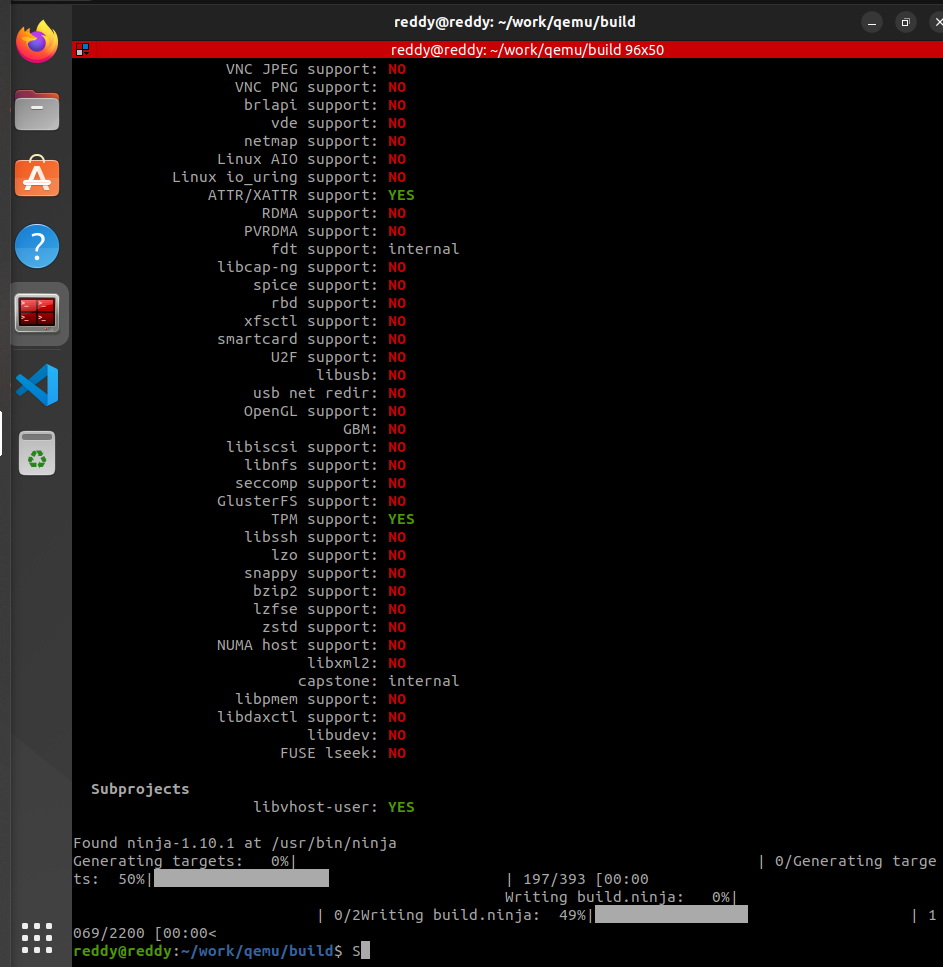 reddy@reddy: ~/work/qemu/build
reddy@reddy: ~/work/qemu/build 96x50
VNC JPEG support: NO
VNC PNG support: NO
brlapi support: NO
vde support: NO
netmap support: NO
Linux AIO support: NO
Linux io_uring support: NO
ATTR/XATTR support: YES
RDMA support: NO
PVRDMA support: NO
fdt support: internal
libcap-ng support: NO
spice support: NO
rbd support: NO
xfsctl support: NO
smartcard support: NO
U2F support: NO
libusb: NO
usb net redir: NO
OpenGL support: NO
GBM: NO
libiscsi support: NO
libnfs support: NO
seccomp support: NO
GlusterFS support: NO
TPM support: YES
libssh support: NO
lzo support: NO
snappy support: NO
bzip2 support: NO
lzfse support: NO
zstd support: NO
NUMA host support: NO
libxml2: NO
capstone: internal
libpmem support: NO
libdaxctl support: NO
libudev: NO
FUSE lseek: NO
Subprojects
libvhost-user: YES
Found ninja-1.10.1 at /usr/bin/ninja
Generating targets:   0%| | 0/Generating targe
ts:  50%| | 197/393 [00:00
Writing build.ninja:   0%|
| 0/2Writing build.ninja:  49%| | 1
069/2200 [00:00<
reddy@reddy:~/work/qemu/build$ S